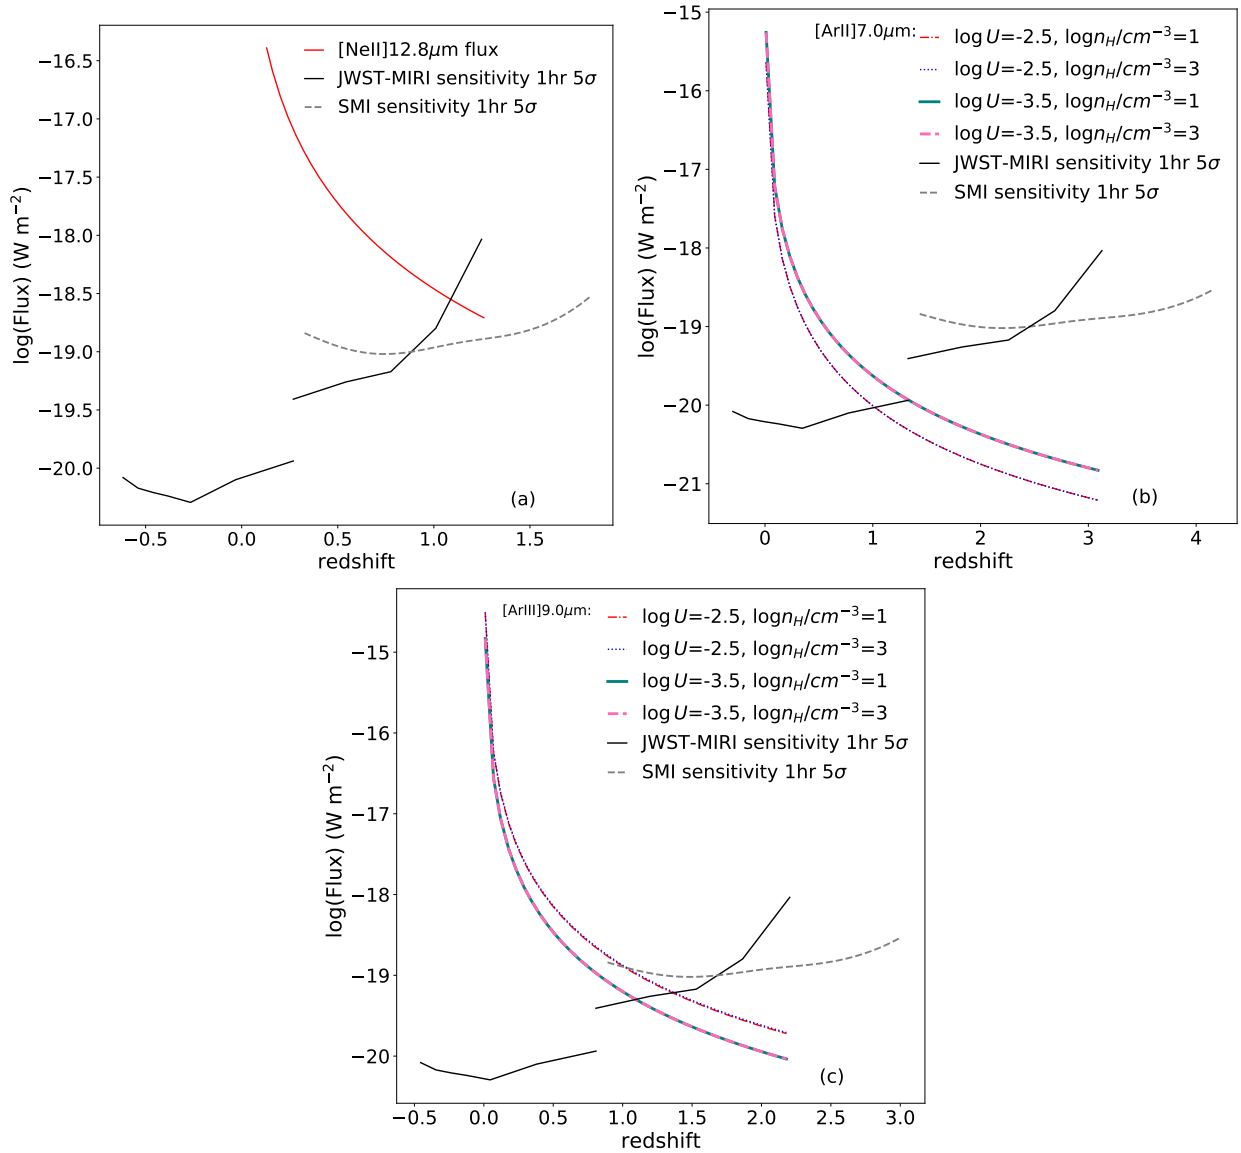 [NeII]12.8μm flux
JWST-MIRI sensitivity 1hr 5σ
SMI sensitivity 1hr 5σ
log(Flux) (W m−2)
−16.5
−17.0
−17.5
−18.0
−18.5
−19.0
−19.5
−20.0
(a)
−0.5 0.0 0.5 1.0 1.5
redshift
[ArII]7.0μm:
log U=-2.5, lognH/cm−3=1
log U=-2.5, lognH/cm−3=3
log U=-3.5, lognH/cm−3=1
log U=-3.5, lognH/cm−3=3
JWST-MIRI sensitivity 1hr 5σ
SMI sensitivity 1hr 5σ
log(Flux) (W m−2)
−15
−16
−17
−18
−19
−20
−21
(b)
0 1 2 3 4
redshift
[ArIII]9.0μm:
log U=-2.5, lognH/cm−3=1
log U=-2.5, lognH/cm−3=3
log U=-3.5, lognH/cm−3=1
log U=-3.5, lognH/cm−3=3
JWST-MIRI sensitivity 1hr 5σ
SMI sensitivity 1hr 5σ
log(Flux) (W m−2)
−15
−16
−17
−18
−19
−20
(c)
−0.5 0.0 0.5 1.0 1.5 2.0 2.5 3.0
redshift